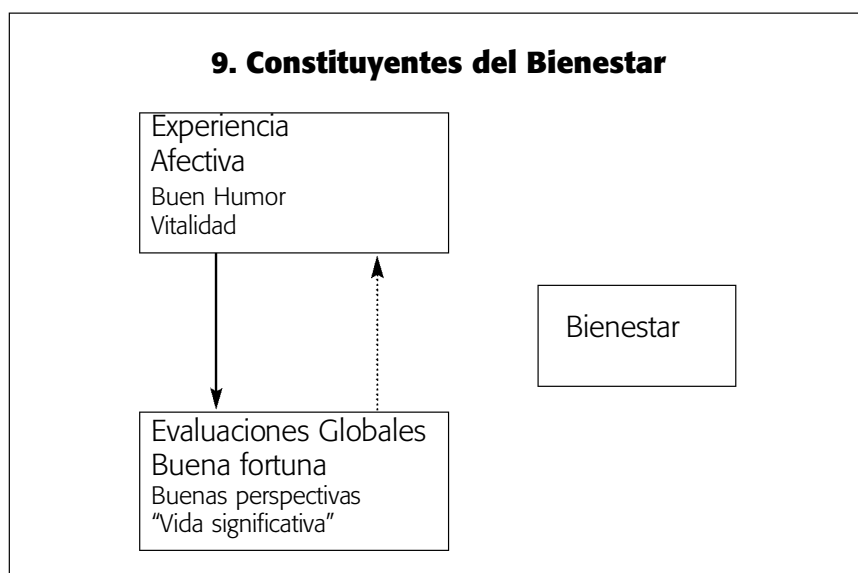 9. Constituyentes del Bienestar
Experiencia
Afectiva
Buen Humor
Vitalidad
Bienestar
Evaluaciones Globales
Buena fortuna
Buenas perspectivas
“Vida significativa”